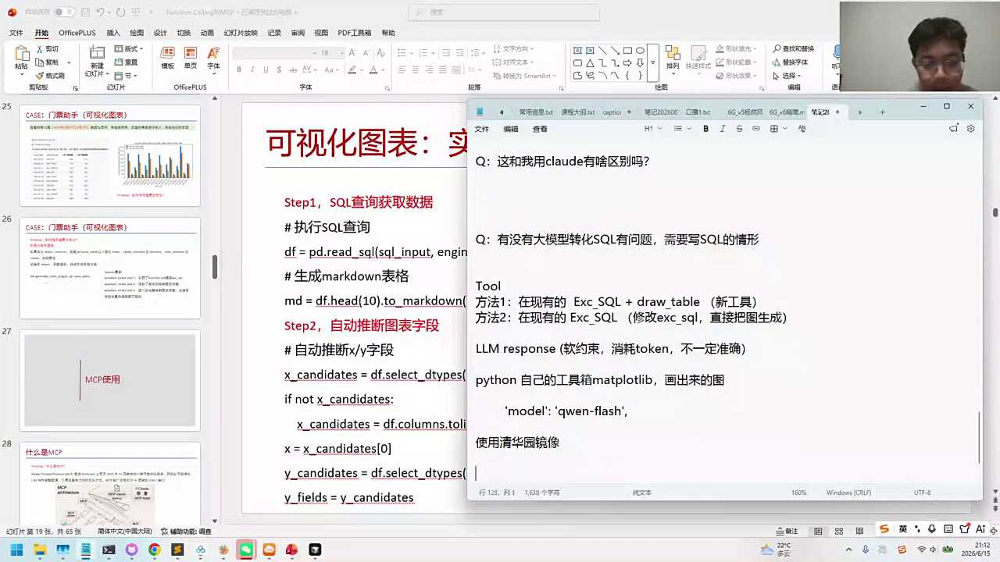 自动保存
Function Calling与MCP • 已保存到这台电脑
搜索
文件 开始 OfficePLUS 插入 绘图 设计 切换 动画 幻灯片放映 记录 审阅 视图 PDF工具箱 帮助
粘贴 剪切 复制 格式刷 剪贴板
新建 幻灯片 版式 重置 节 幻灯片
模板 单页 字体 OfficePLUS
18
字体
文字方向 对齐文本 转换为 SmartArt 段落
排列 快速样式 形状填充 形状轮廓 形状效果 绘图
查找和替换 替换字体 选择 编辑
25
CASE：门票助手（可视化图表）
26
CASE：门票助手（可视化图表）
27
MCP使用
28
什么是MCP
MCP architecture
可视化图表：实
Step1，SQL查询获取数据
# 执行SQL查询
df = pd.read_sql(sql_input, engin
# 生成markdown表格
md = df.head(10).to_markdown(
Step2，自动推断图表字段
# 自动推断x/y字段
x_candidates = df.select_dtypes(
if not x_candidates:
x_candidates = df.columns.toli
x = x_candidates[0]
y_candidates = df.select_dtypes(
y_fields = y_candidates
常用信息.txt 课程大纲.txt captior 笔记202606 口播1.txt 6G_v5杨然风 6G_v6喵喵.m 笔记20
文件 编辑 查看
H1 B I
Q：这和我用claude有啥区别吗？
Q：有没有大模型转化SQL有问题，需要写SQL的情形
Tool
方法1：在现有的 Exc_SQL + draw_table （新工具）
方法2：在现有的 Exc_SQL （修改exc_sql，直接把图生成）
LLM response (软约束，消耗token，不一定准确）
python 自己的工具箱matplotlib，画出来的图
'model': 'qwen-flash',
使用清华园镜像
行 128，列 1 1,638 个字符 纯文本 160% Windows (CRLF) UTF-8
幻灯片 第 19 张，共 65 张 简体中文(中国大陆) 辅助功能: 调查 备注
英
22°C
多云
21:12
2026/6/15